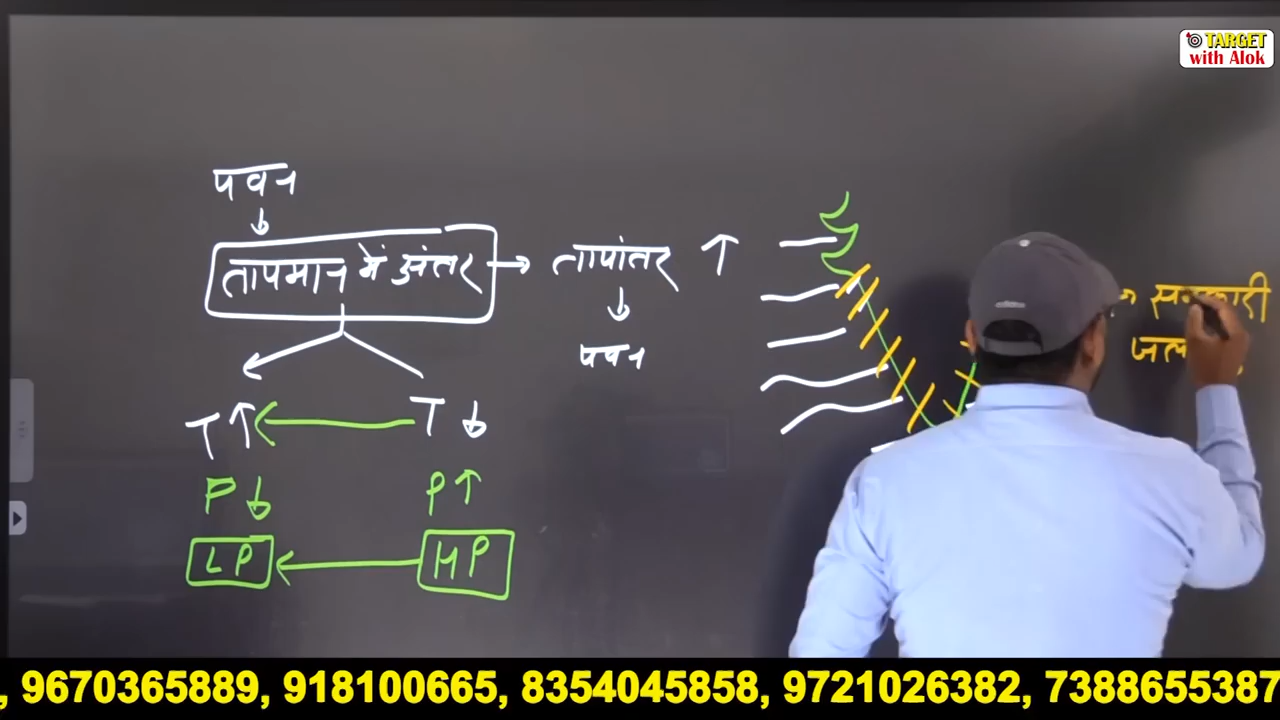 TARGET
with Alok
पवन
तापमान में अंतर → तापांतर ↑
पवन
T↑ ← T↓
P↓ P↑
LP ← HP
जल
, 9670365889, 918100665, 8354045858, 9721026382, 7388655387